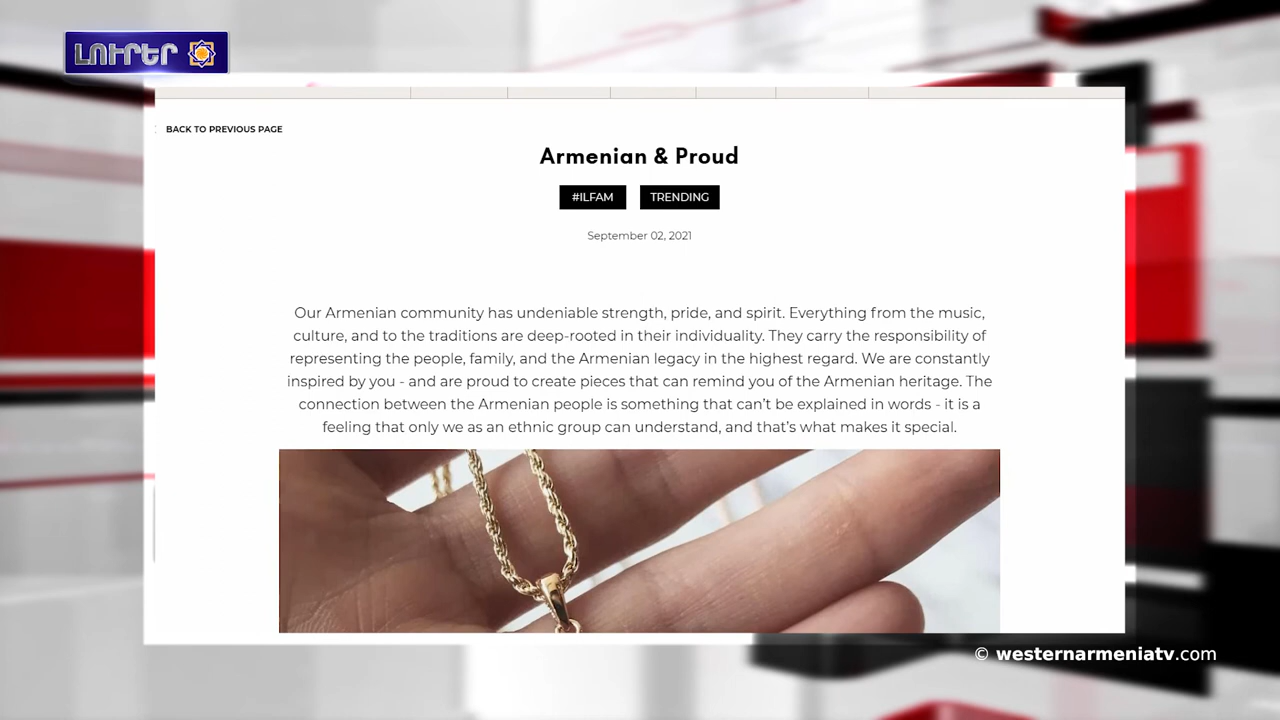 ԼՈՒՐԵՐ
BACK TO PREVIOUS PAGE
Armenian & Proud
#ILFAM TRENDING
September 02, 2021
Our Armenian community has undeniable strength, pride, and spirit. Everything from the music,
culture, and to the traditions are deep-rooted in their individuality. They carry the responsibility of
representing the people, family, and the Armenian legacy in the highest regard. We are constantly
inspired by you - and are proud to create pieces that can remind you of the Armenian heritage. The
connection between the Armenian people is something that can’t be explained in words - it is a
feeling that only we as an ethnic group can understand, and that’s what makes it special.
© westernarmeniatv.com